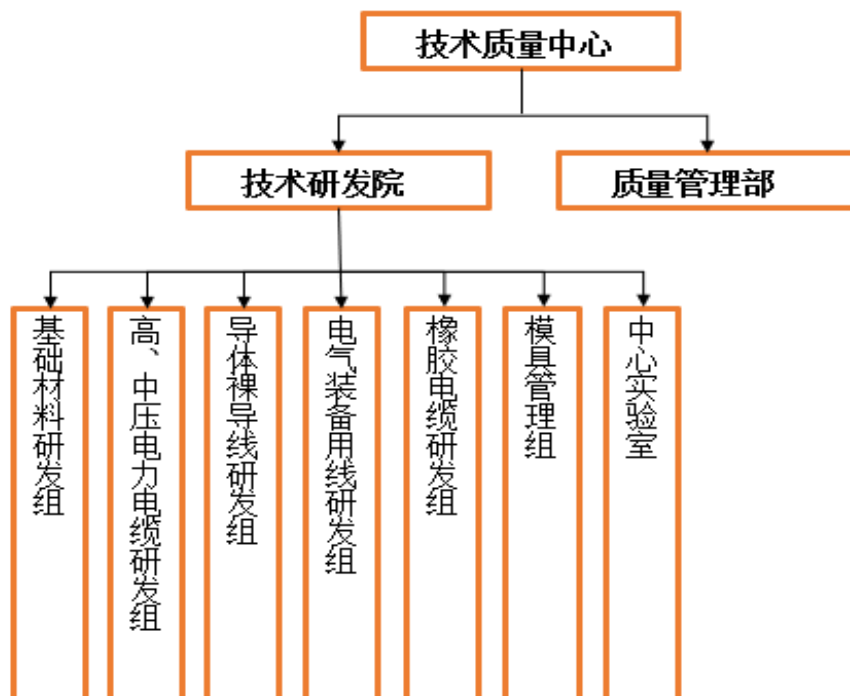 技术质量中心
技术研发院
质量管理部
基础材料研发组
高、中压电力电缆研发组
导体裸导线研发组
电气装备用线研发组
橡胶电缆研发组
模具管理组
中心实验室